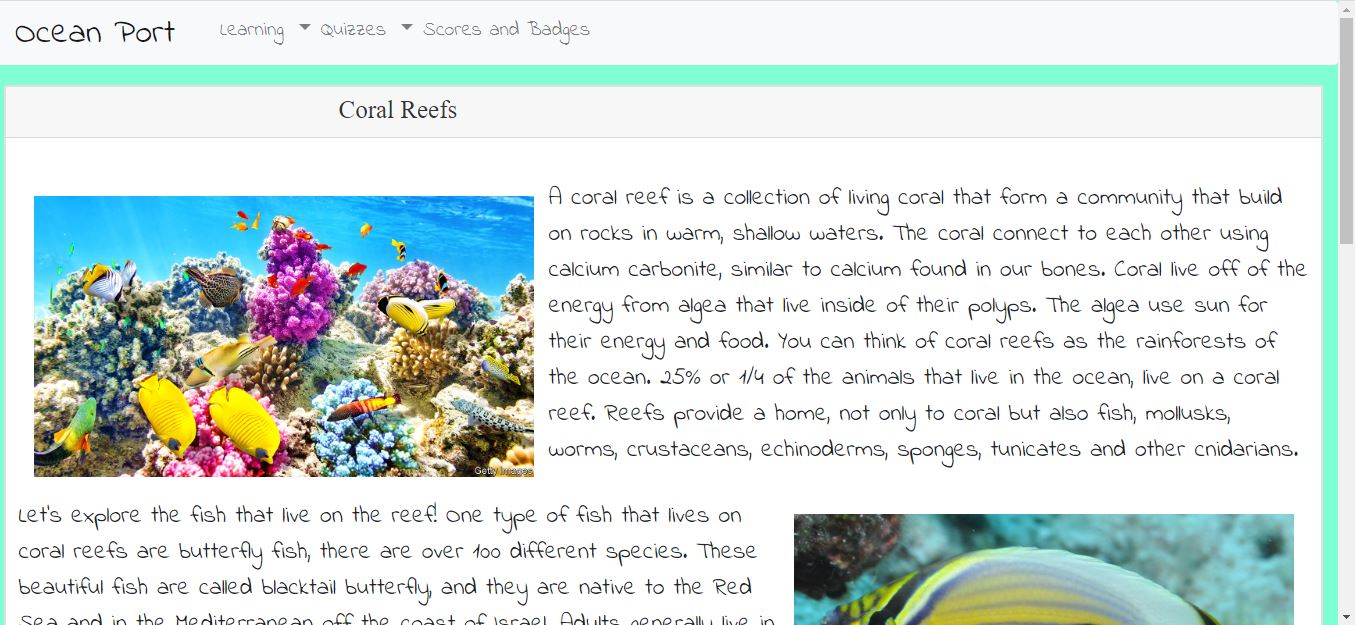 Ocean Port
Learning
Quizzes
Scores and Badges
Coral Reefs
A coral reef is a collection of living coral that form a community that build
on rocks in warm, shallow waters. The coral connect to each other using
calcium carbonite, similar to calcium found in our bones. Coral live off of the
energy from algea that live inside of their polyps. The algea use sun for
their energy and food. You can think of coral reefs as the rainforests of
the ocean. 25% or 1/4 of the animals that live in the ocean, live on a coral
reef. Reefs provide a home, not only to coral but also fish, mollusks,
worms, crustaceans, echinoderms, sponges, tunicates and other cnidarians.
Getty Images
Let's explore the fish that live on the reef! One type of fish that lives on
coral reefs are butterfly fish, there are over 100 different species. These
beautiful fish are called blacktail butterfly, and they are native to the Red
Sea and in the Mediterranean off the coast of Israel. Adults generally live in